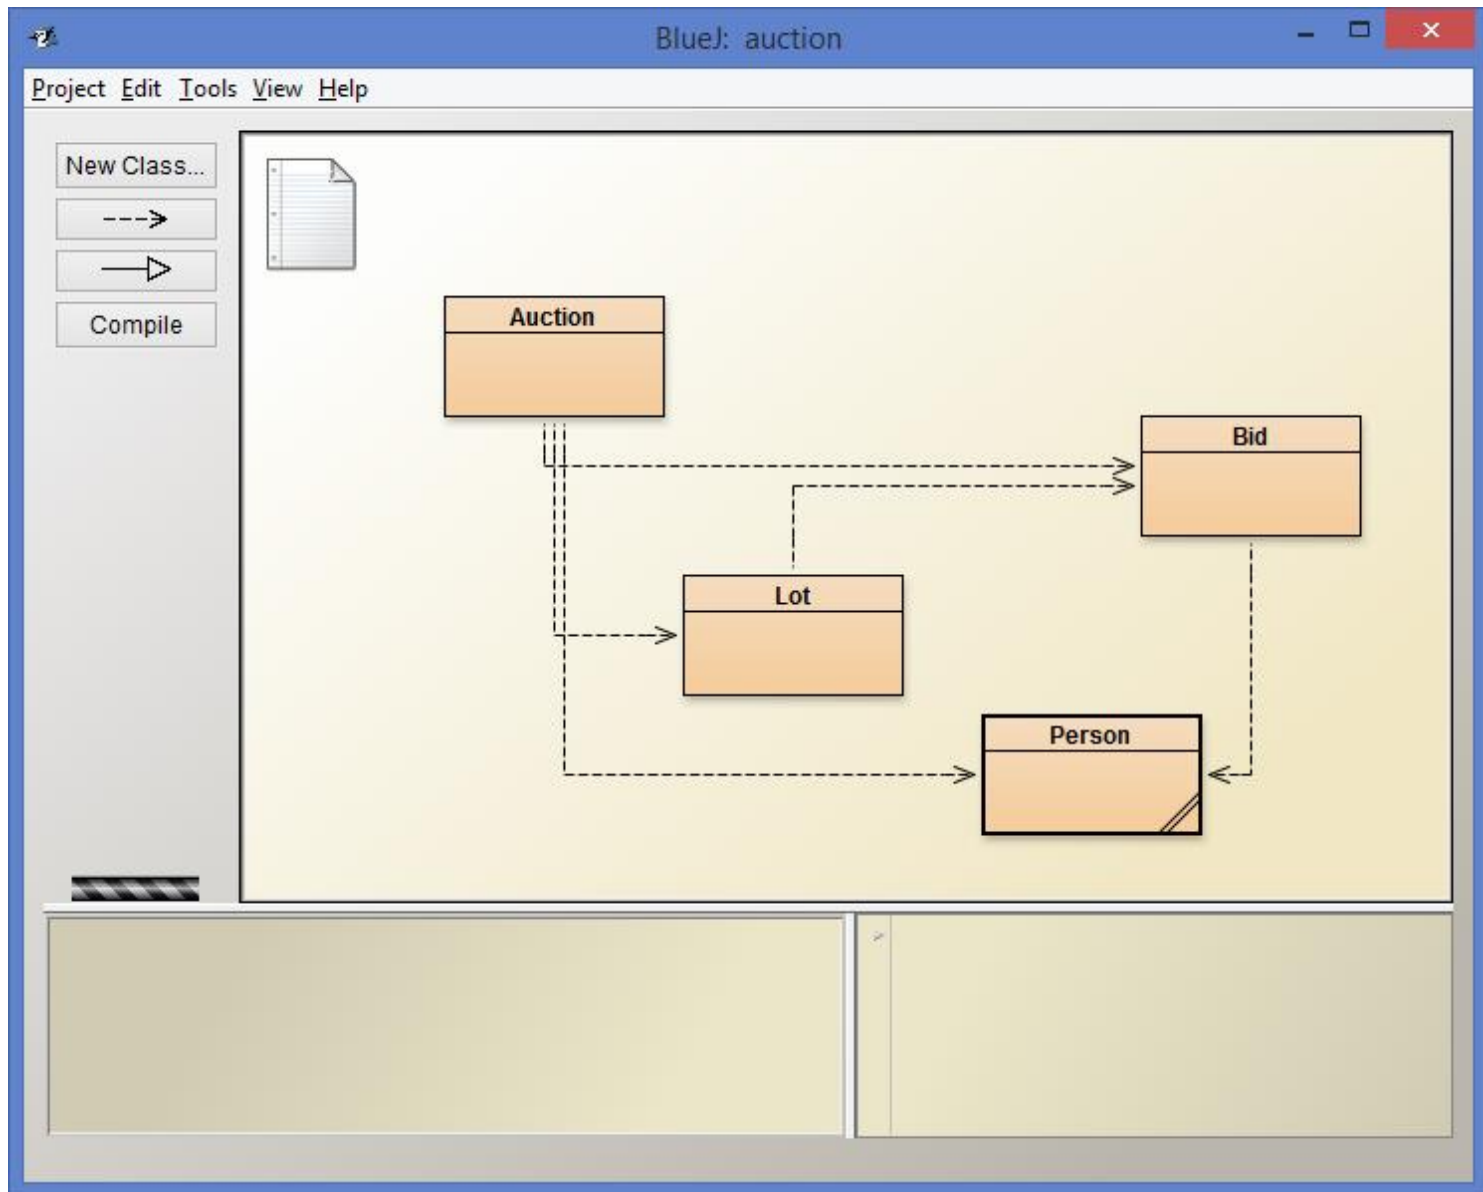 BlueJ: auction
Project Edit Tools View Help
New Class...
Compile
Auction
Bid
Lot
Person
>